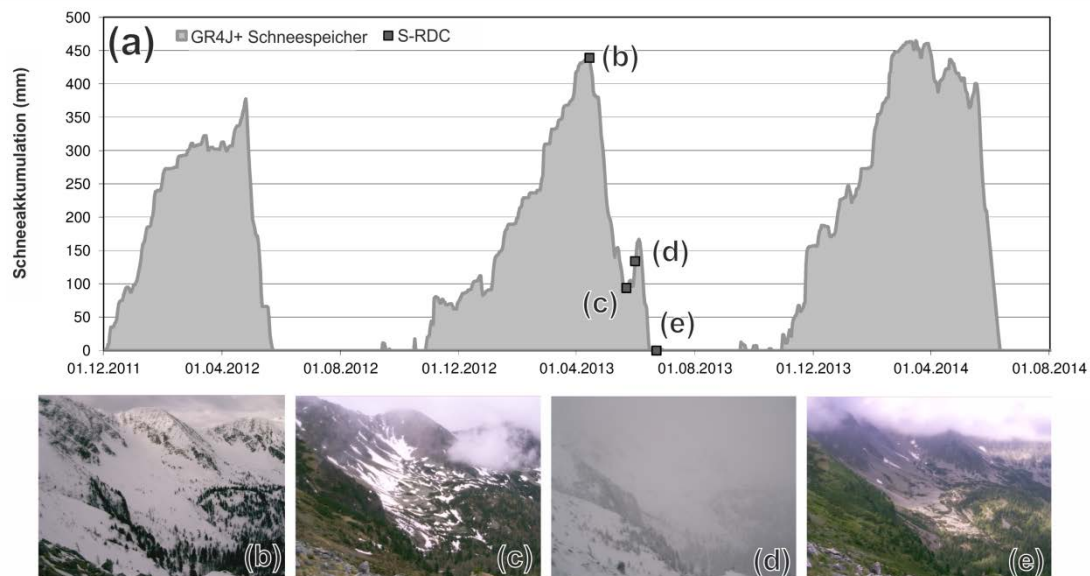 500
450
400
350
300
250
200
150
100
50
0
Schneeakkumulation (mm)
(a)
GR4J+ Schneespeicher
S-RDC
(b)
(c)
(d)
(e)
01.12.2011
01.04.2012
01.08.2012
01.12.2012
01.04.2013
01.08.2013
01.12.2013
01.04.2014
01.08.2014
(b)
(c)
(d)
(e)